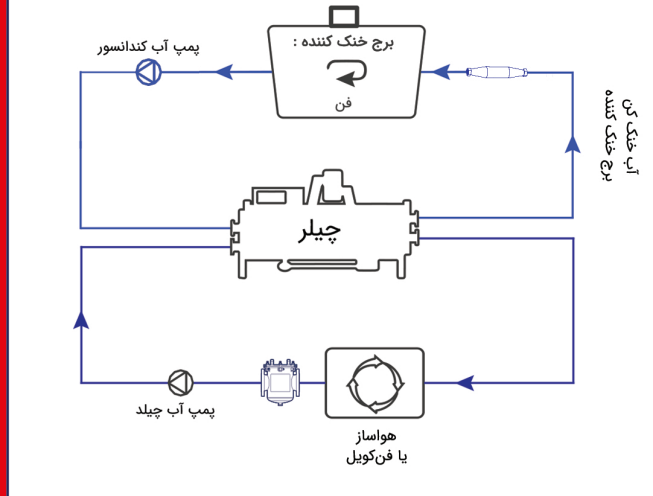 پمپ آب کندانسور
برج خنک کننده :
فن
آب خنک کن
برج خنک کننده
چیلر
پمپ آب چیلد
هواساز
یا فن‌کویل